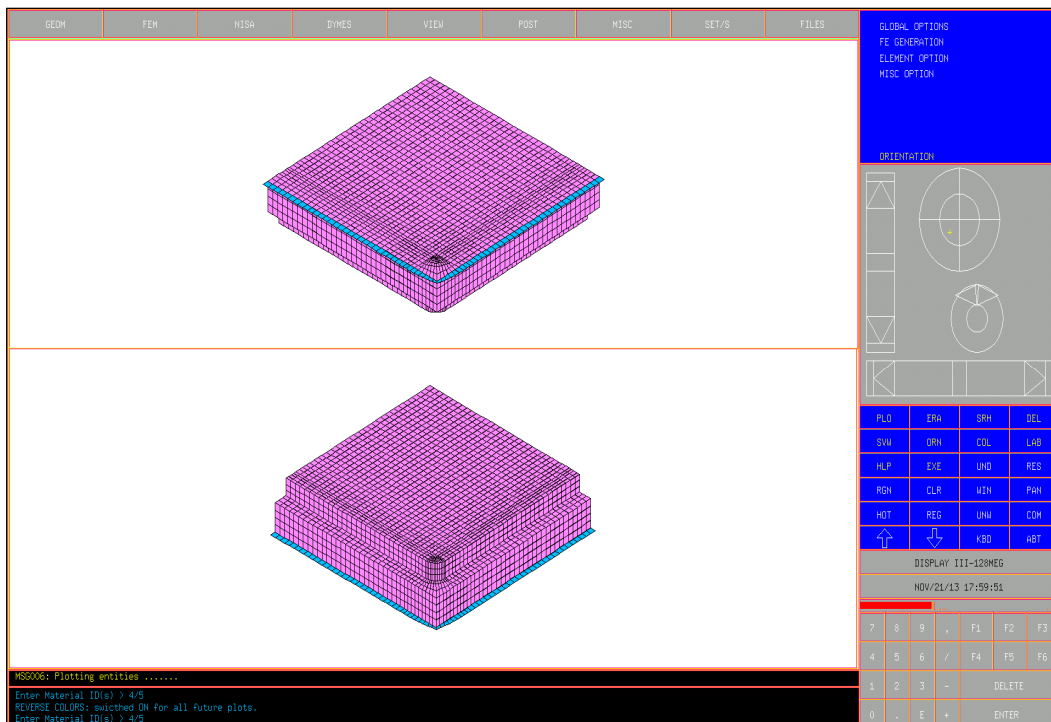 GEOM FEM NISA DYMES VIEW POST MISC SET/S FILES
GLOBAL OPTIONS
FE GENERATION
ELEMENT OPTION
MISC OPTION
ORIENTATION
PLO ERA SRH DEL
SVW ORN COL LAB
HLP EXE UND RES
RGN CLR WIN PAN
HOT REG UNW COM
KBD ABT
DISPLAY III-128MEG
NOV/21/13 17:59:51
7 8 9 , F1 F2 F3
4 5 6 / F4 F5 F6
1 2 3 - DELETE
0 . E + ENTER
MSG006: Plotting entities .......
Enter Material ID(s) > 4/5
REVERSE COLORS: swicthed ON for all future plots.
Enter Material ID(s) > 4/5